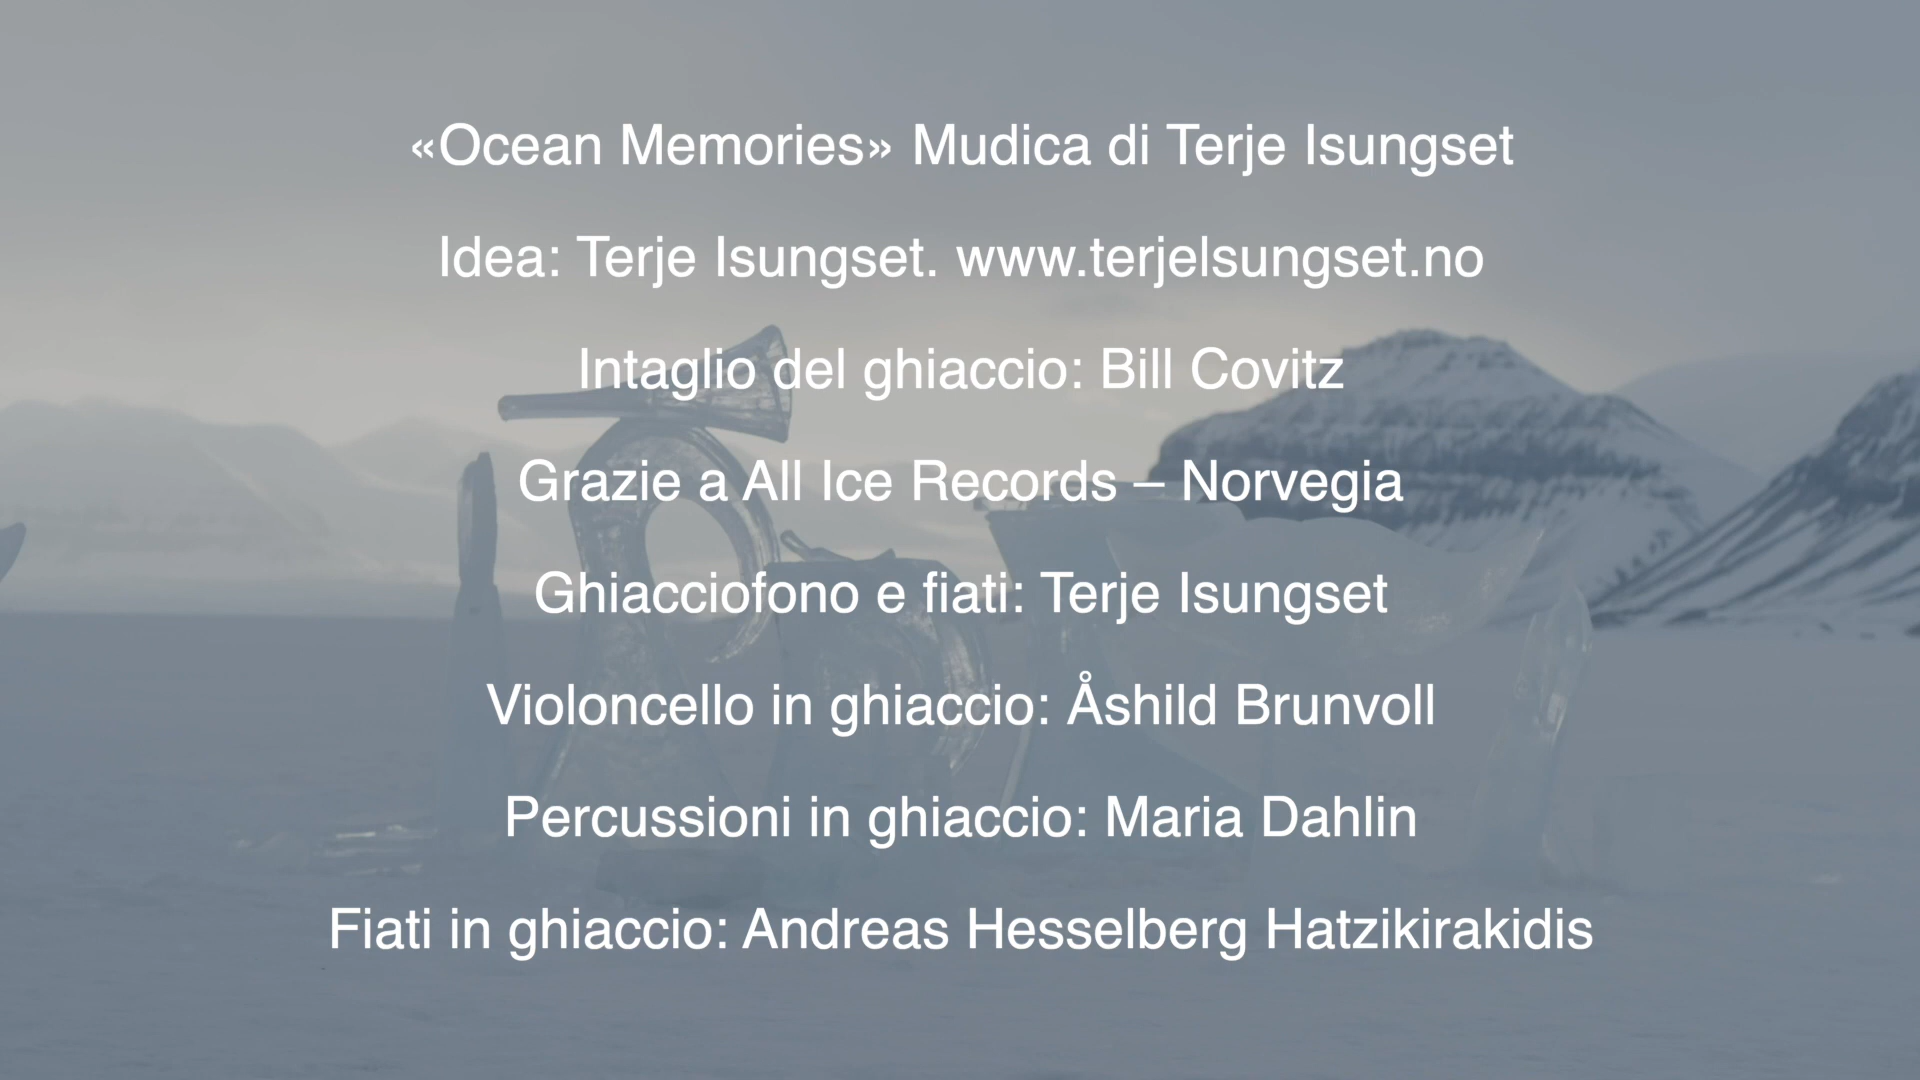 «Ocean Memories» Mudica di Terje Isungset
Idea: Terje Isungset. www.terjeIsungset.no
Intaglio del ghiaccio: Bill Covitz
Grazie a All Ice Records – Norvegia
Ghiacciofono e fiati: Terje Isungset
Violoncello in ghiaccio: Åshild Brunvoll
Percussioni in ghiaccio: Maria Dahlin
Fiati in ghiaccio: Andreas Hesselberg Hatzikirakidis